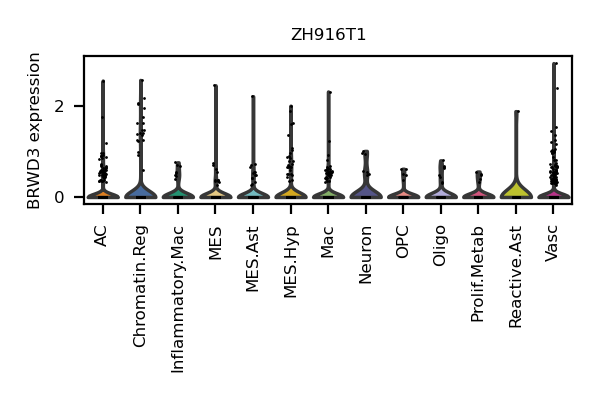 ZH916T1
BRWD3 expression
2
0
AC
Chromatin.Reg
Inflammatory.Mac
MES
MES.Ast
MES.Hyp
Mac
Neuron
OPC
Oligo
Prolif.Metab
Reactive.Ast
Vasc